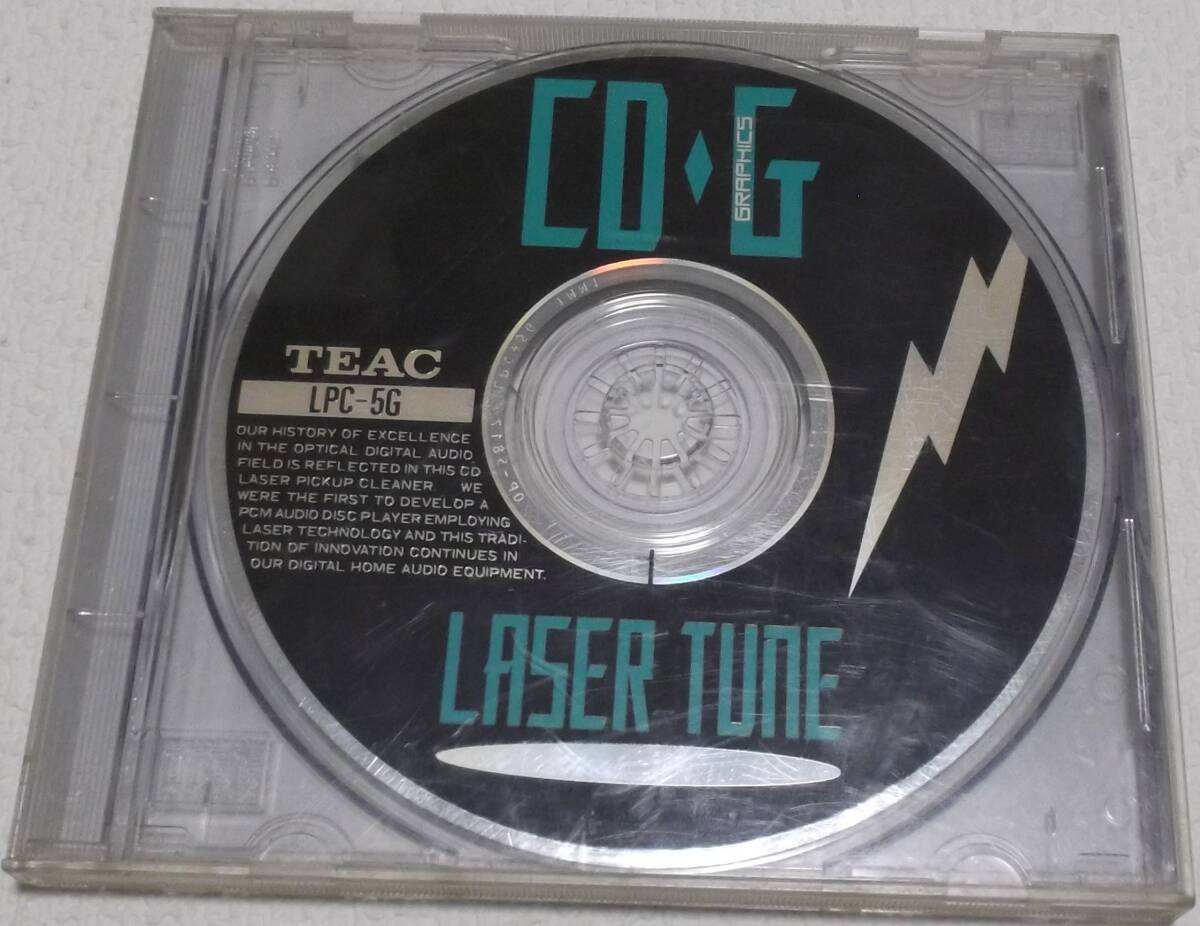 CD♦G
GRAPHICS
TEAC
LPC-5G
OUR HISTORY OF EXCELLENCE
IN THE OPTICAL DIGITAL AUDIO
FIELD IS REFLECTED IN THIS CD
LASER PICKUP CLEANER WE
WERE THE FIRST TO DEVELOP A
PCM AUDIO DISC PLAYER EMPLOYING
LASER TECHNOLOGY AND THIS TRADI-
TION OF INNOVATION CONTINUES IN
OUR DIGITAL HOME AUDIO EQUIPMENT.
LASER TUNE